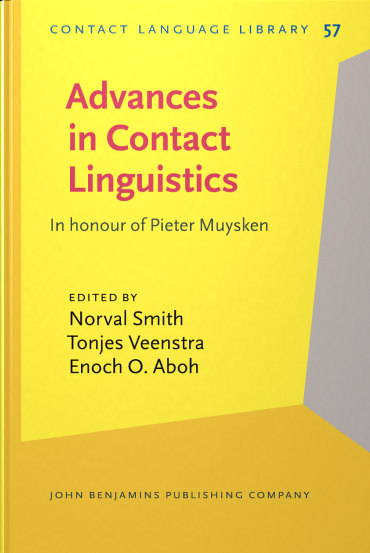 CONTACT LANGUAGE LIBRARY 57
Advances
in Contact
Linguistics
In honour of Pieter Muysken
EDITED BY
Norval Smith
Tonjes Veenstra
Enoch O. Aboh
JOHN BENJAMINS PUBLISHING COMPANY